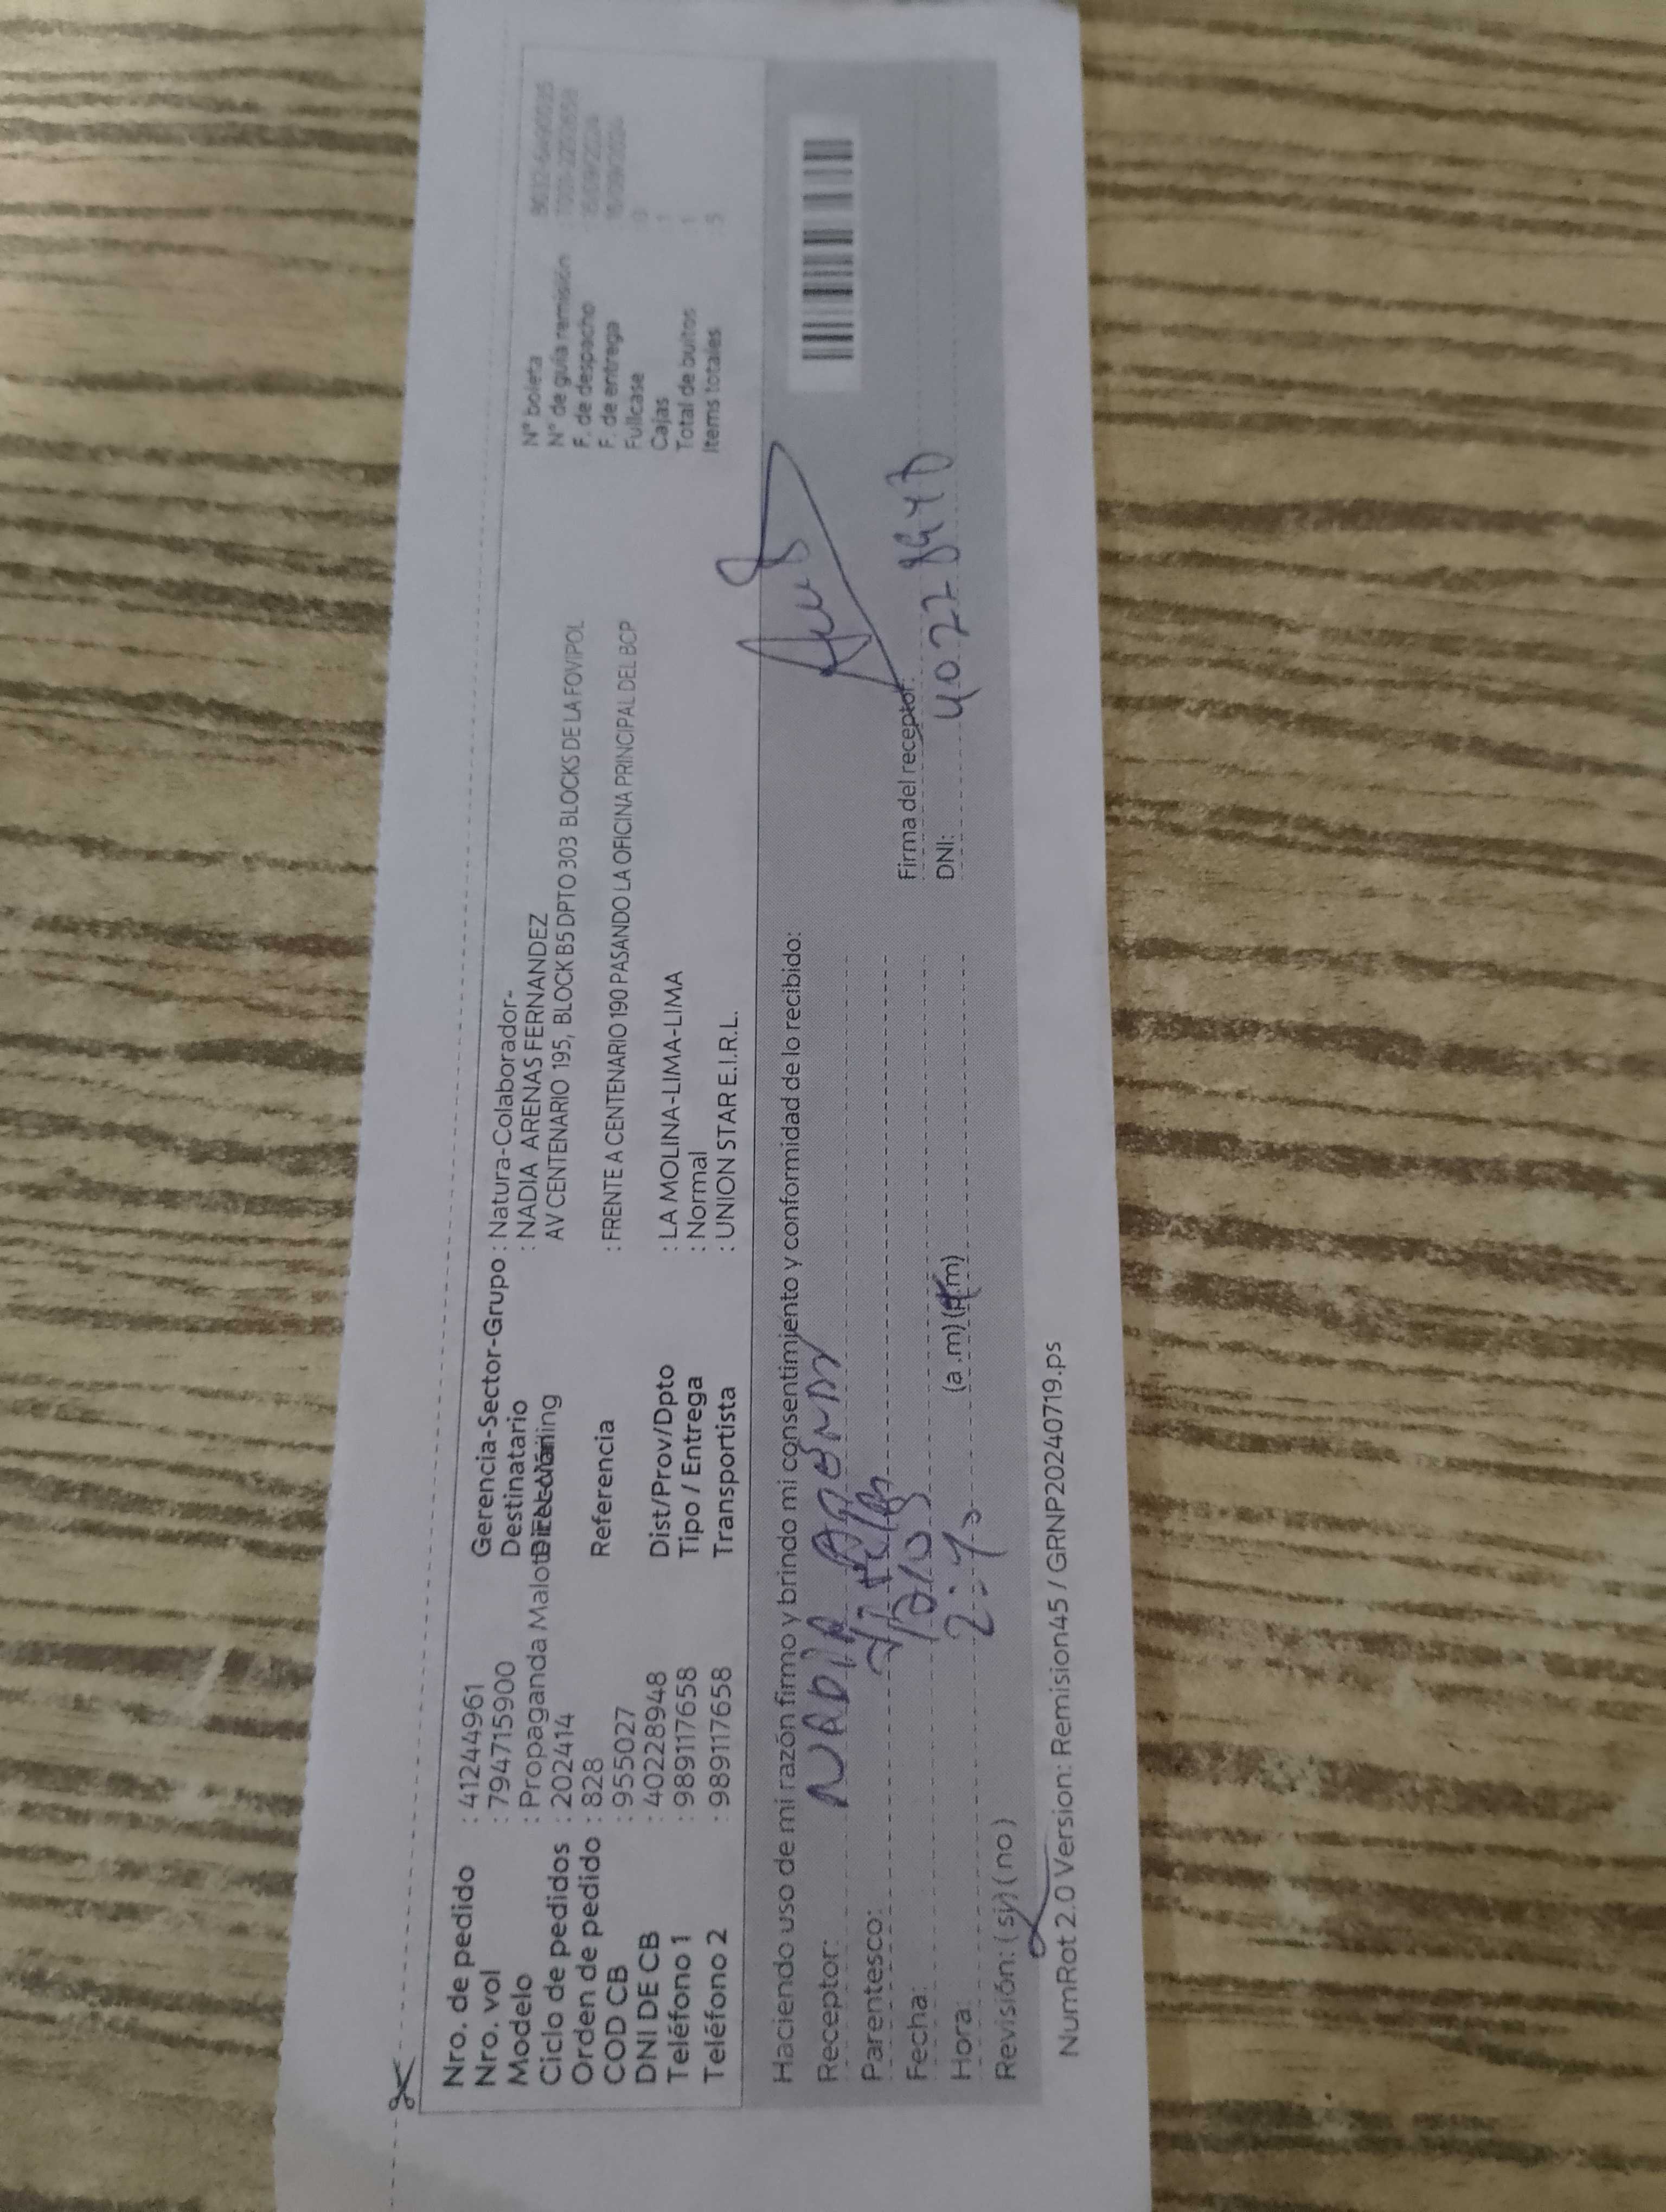 Nro. de pedido : 41244961
Nro. vol : 794715900
Modelo : Propaganda Malote
Ciclo de pedidos : 202414
Orden de pedido : 828
COD CB : 955027
DNI DE CB : 40228948
Teléfono 1 : 989117658
Teléfono 2 : 989117658
Gerencia-Sector-Grupo : Natura-Colaborador-
Destinatario : NADIA ARENAS FERNANDEZ
AV CENTENARIO 195, BLOCK B5 DPTO 303 BLOCKS DE LA FOVIPOL
Referencia : FRENTE A CENTENARIO 190 PASANDO LA OFICINA PRINCIPAL DEL BCP
Dist/Prov/Dpto : LA MOLINA-LIMA-LIMA
Tipo / Entrega : Normal
Transportista : UNION STAR E.I.R.L.
N° boleta
N° de guía remisión
F. de despacho
F. de entrega
Fullcase
Cajas 1
Total de bultos : 1
Items totales
Haciendo uso de mi razón firmo y brindo mi consentimiento y conformidad de lo recibido:
Receptor: NADIA
Parentesco:
Fecha:
Hora: (a.m) (p.m)
Revisión: (si) (no)
Firma del receptor:
DNI: 40228948
NumRot 2.0 Version: Remision45 / GRNP20240719.ps